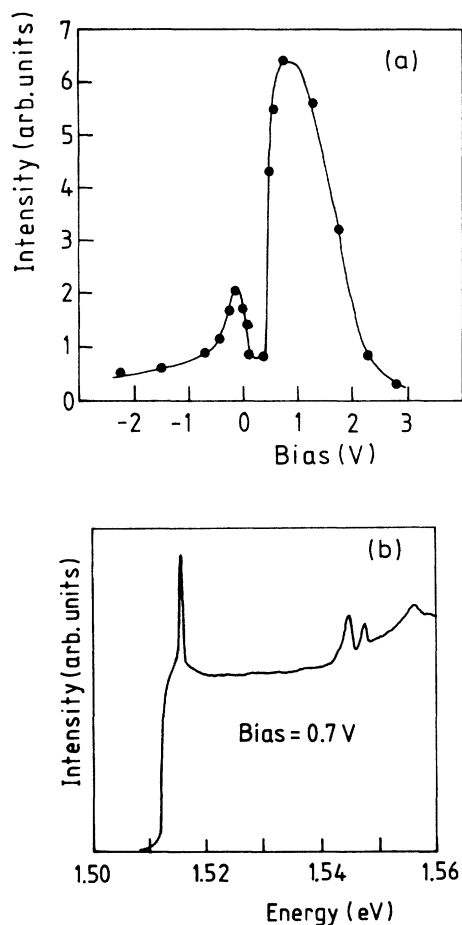 7
6
5
4
3
2
1
0
Intensity (arb. units)
(a)
-2 -1 0 1 2 3
Bias (V)
(b)
Intensity (arb. units)
Bias = 0.7 V
1.50 1.52 1.54 1.56
Energy (eV)